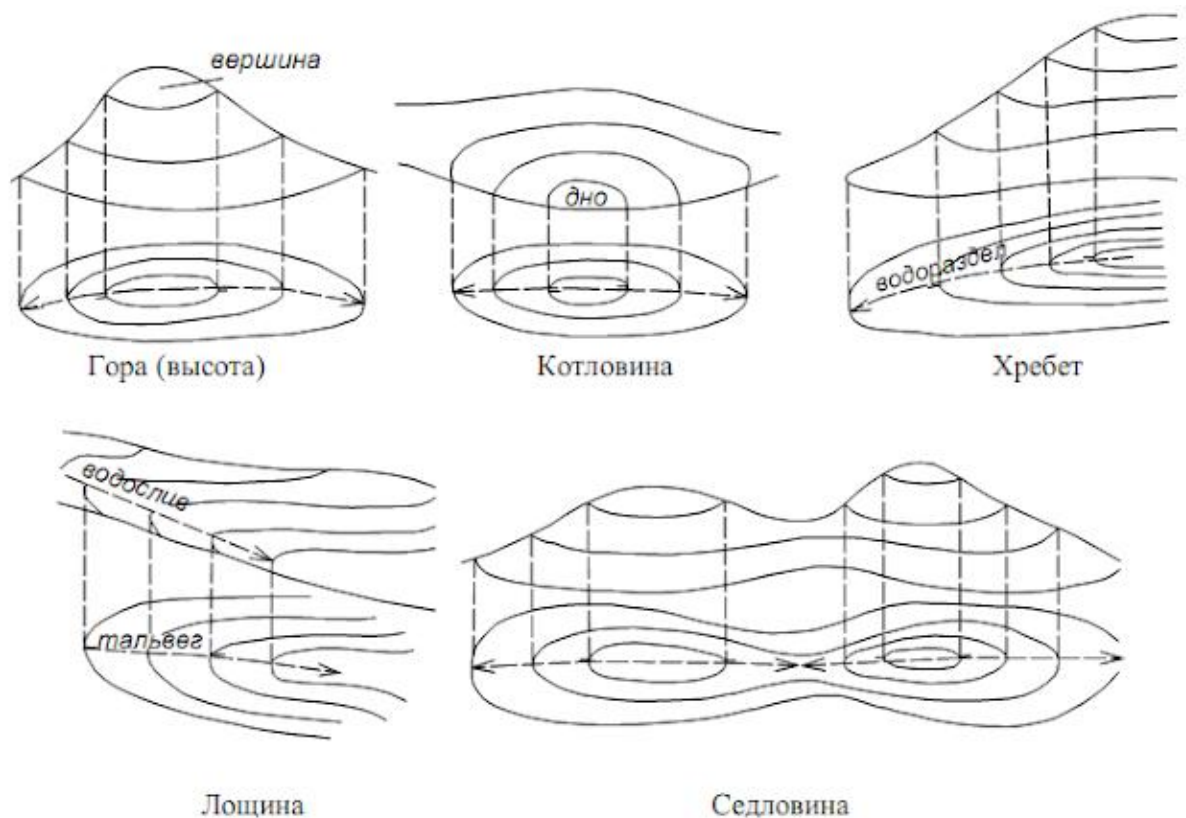 вершина
дно
водораздел
Гора (высота)
Котловина
Хребет
водослив
тальвег
Лощина
Седловина